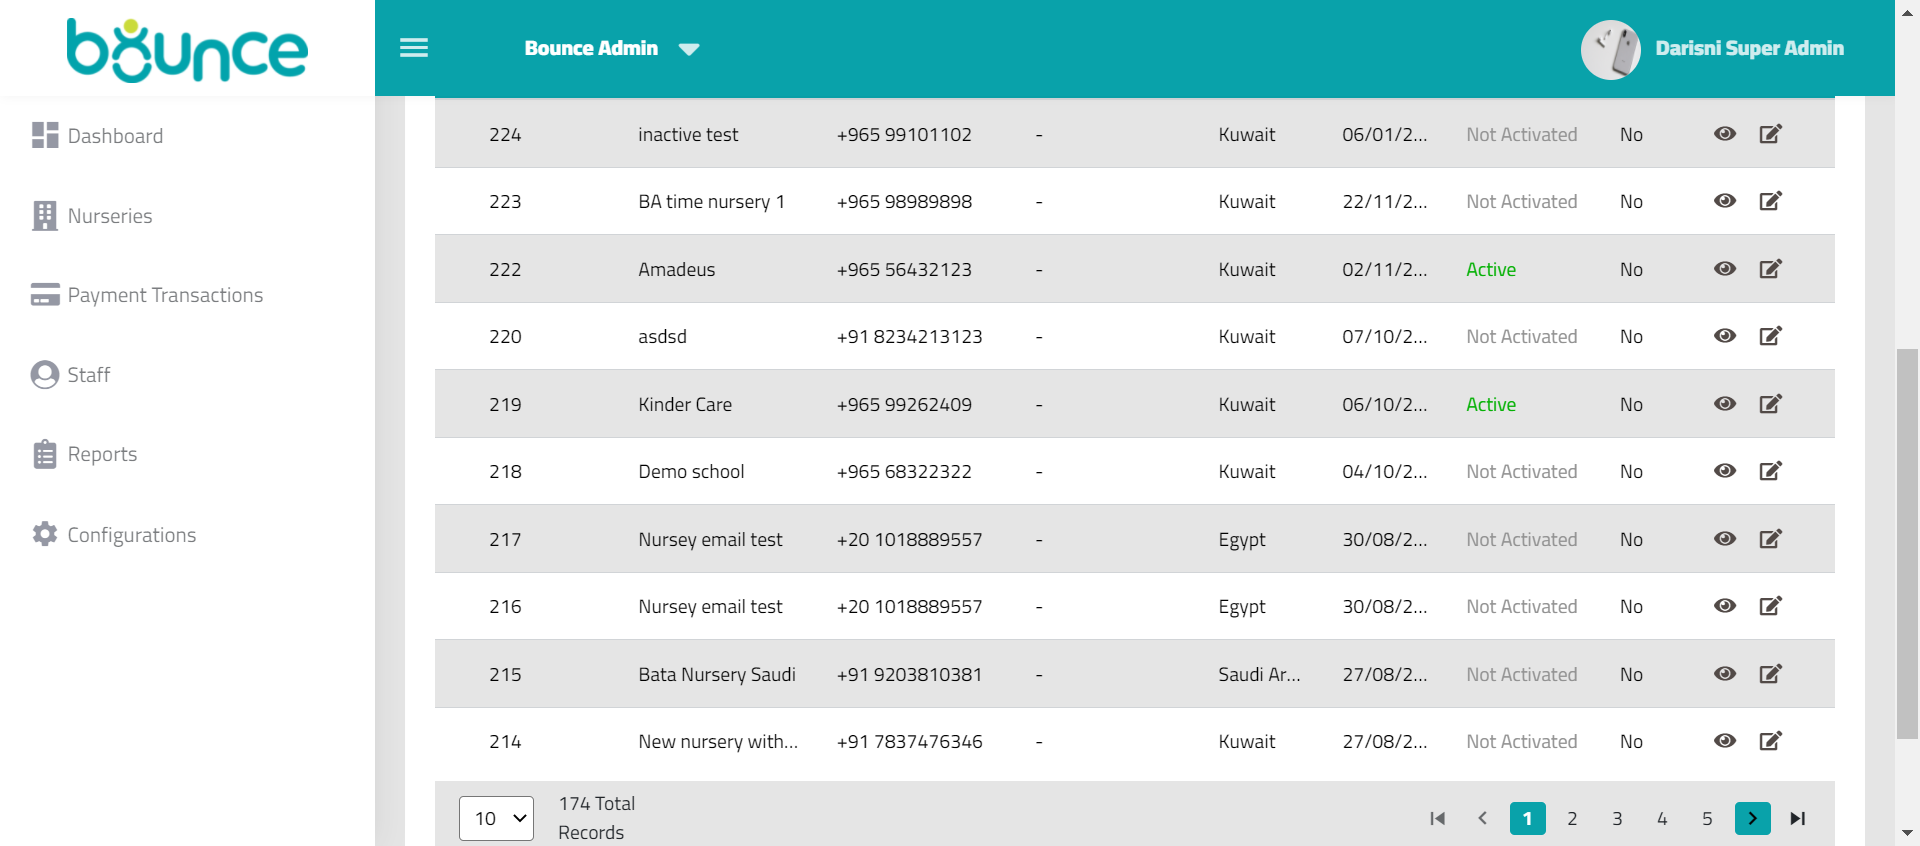 bounce
Bounce Admin
Darisni Super Admin
Dashboard
Nurseries
Payment Transactions
Staff
Reports
Configurations
224 inactive test +965 99101102 - Kuwait 06/01/2... Not Activated No
223 BA time nursery 1 +965 98989898 - Kuwait 22/11/2... Not Activated No
222 Amadeus +965 56432123 - Kuwait 02/11/2... Active No
220 asdsd +91 8234213123 - Kuwait 07/10/2... Not Activated No
219 Kinder Care +965 99262409 - Kuwait 06/10/2... Active No
218 Demo school +965 68322322 - Kuwait 04/10/2... Not Activated No
217 Nursey email test +20 1018889557 - Egypt 30/08/2... Not Activated No
216 Nursey email test +20 1018889557 - Egypt 30/08/2... Not Activated No
215 Bata Nursery Saudi +91 9203810381 - Saudi Ar... 27/08/2... Not Activated No
214 New nursery with... +91 7837476346 - Kuwait 27/08/2... Not Activated No
10
174 Total
Records
1 2 3 4 5